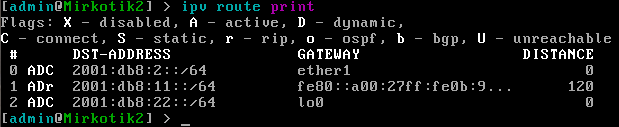 [admin@Mirkotik2] > ipv route print
Flags: X - disabled, A - active, D - dynamic,
C - connect, S - static, r - rip, o - ospf, b - bgp, U - unreachable
 #      DST-ADDRESS              GATEWAY                  DISTANCE
 0 ADC  2001:db8:2::/64          ether1                          0
 1 ADr  2001:db8:11::/64         fe80::a00:27ff:fe0b:9...      120
 2 ADC  2001:db8:22::/64         lo0                             0
[admin@Mirkotik2] > _